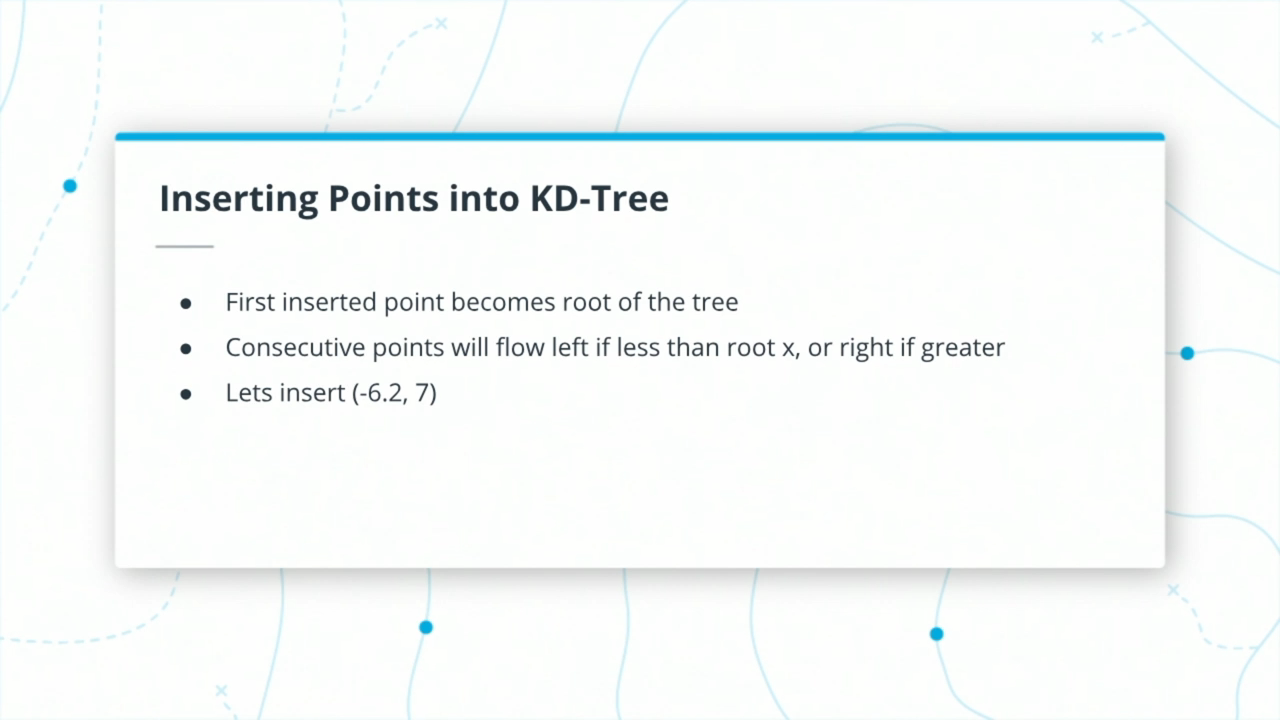 Inserting Points into KD-Tree
● First inserted point becomes root of the tree
● Consecutive points will flow left if less than root x, or right if greater
● Lets insert (-6.2, 7)